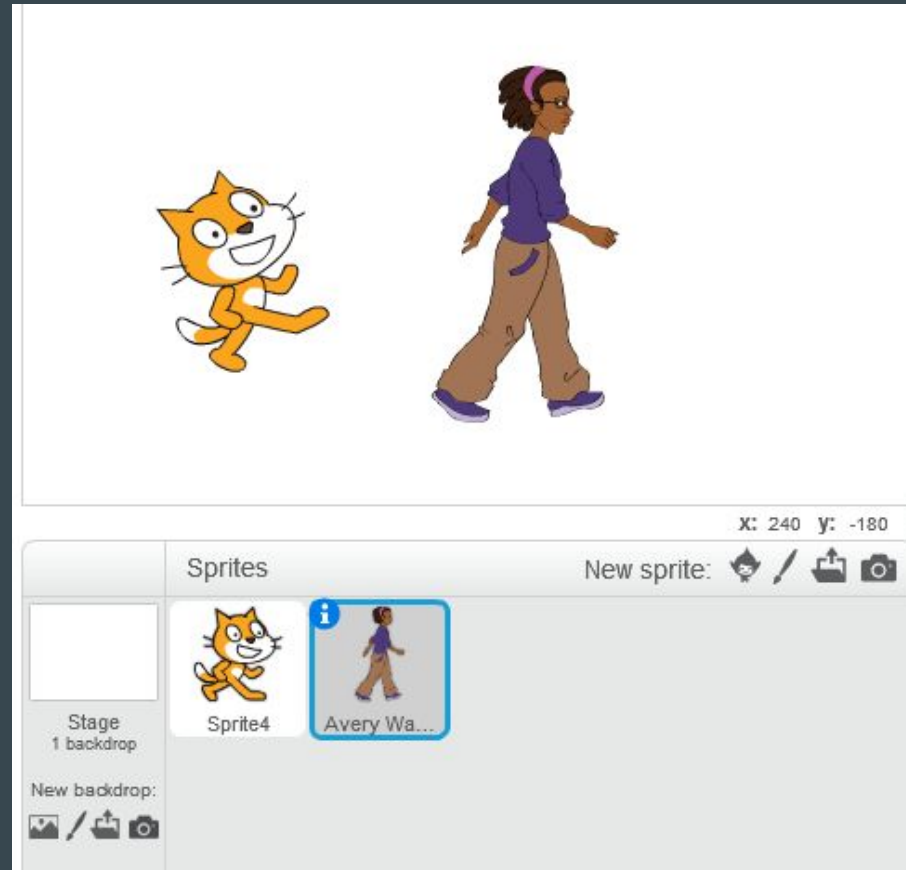 x: 240 y: -180
Sprites New sprite:
i
Sprite4 Avery Wa...
Stage
1 backdrop
New backdrop: